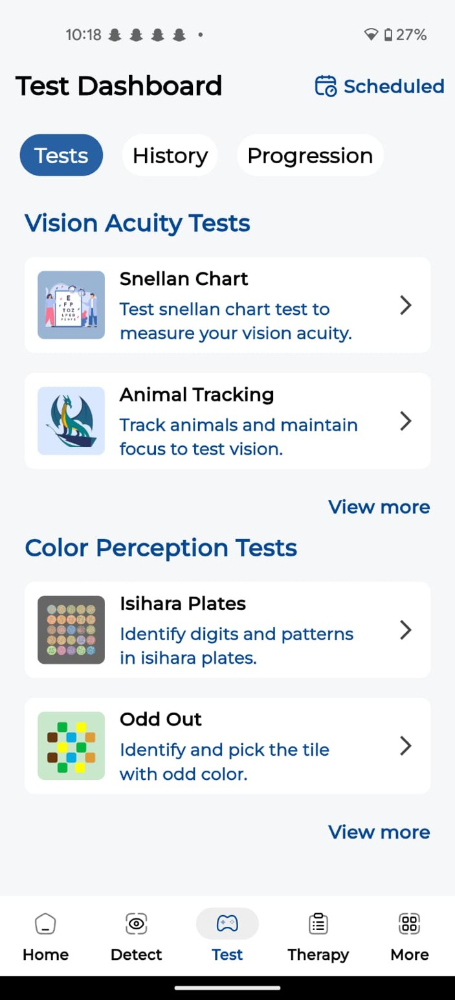 10:18
27%
Test Dashboard
Scheduled
Tests
History
Progression
Vision Acuity Tests
Snellan Chart
Test snellan chart test to
measure your vision acuity.
Animal Tracking
Track animals and maintain
focus to test vision.
View more
Color Perception Tests
Isihara Plates
Identify digits and patterns
in isihara plates.
Odd Out
Identify and pick the tile
with odd color.
View more
Home
Detect
Test
Therapy
More